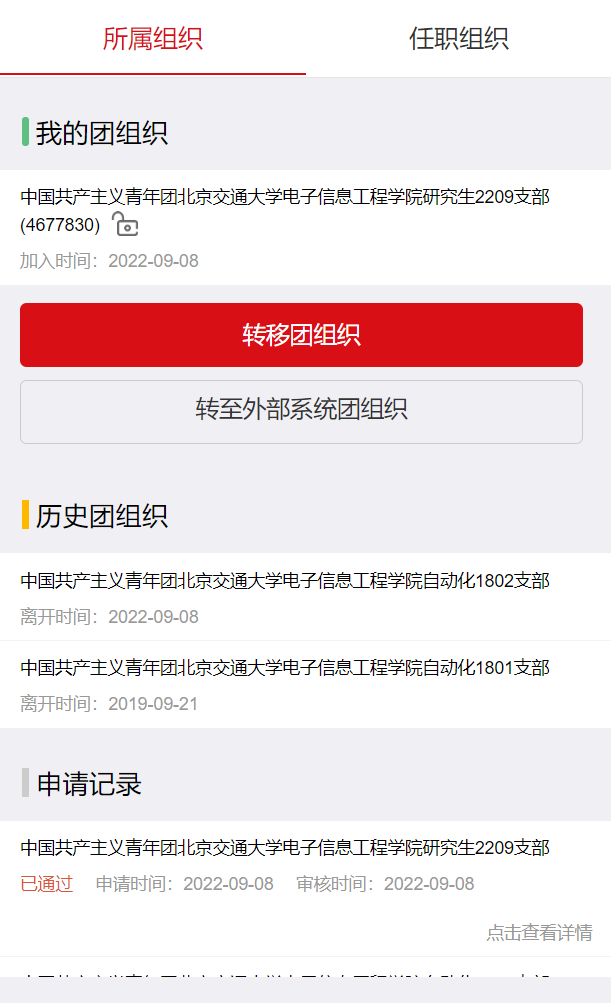 所属组织 任职组织
我的团组织
中国共产主义青年团北京交通大学电子信息工程学院研究生2209支部
(4677830)
加入时间：2022-09-08
转移团组织
转至外部系统团组织
历史团组织
中国共产主义青年团北京交通大学电子信息工程学院自动化1802支部
离开时间：2022-09-08
中国共产主义青年团北京交通大学电子信息工程学院自动化1801支部
离开时间：2019-09-21
申请记录
中国共产主义青年团北京交通大学电子信息工程学院研究生2209支部
已通过 申请时间：2022-09-08 审核时间：2022-09-08
点击查看详情